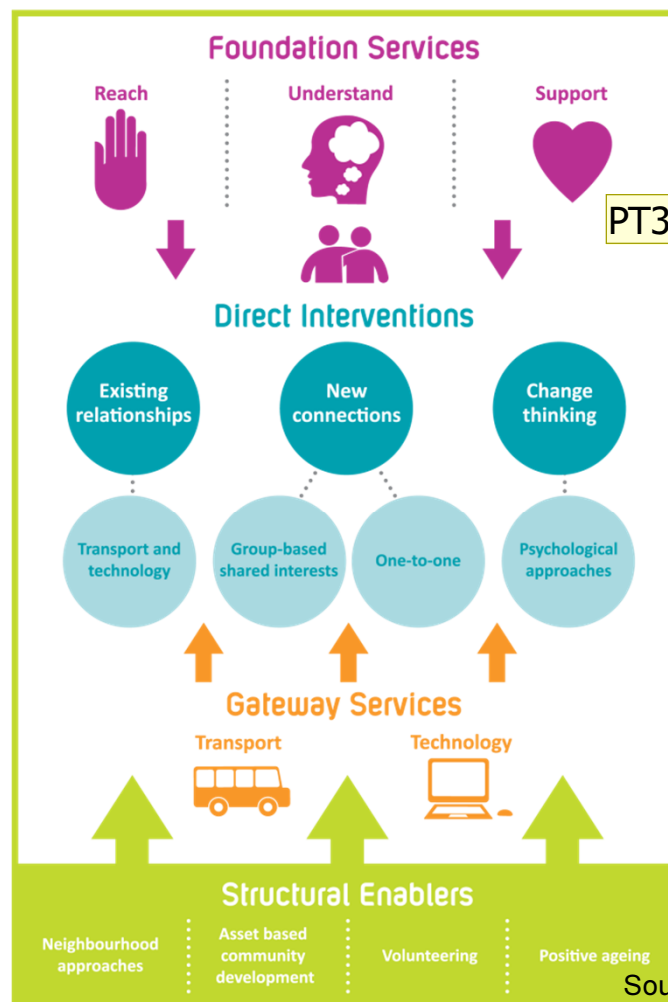 Foundation Services
Reach
Understand
Support
PT3
Direct Interventions
Existing
relationships
New
connections
Change
thinking
Transport and
technology
Group-based
shared interests
One-to-one
Psychological
approaches
Gateway Services
Transport
Technology
Structural Enablers
Neighbourhood
approaches
Asset based
community
development
Volunteering
Positive ageing
Sou